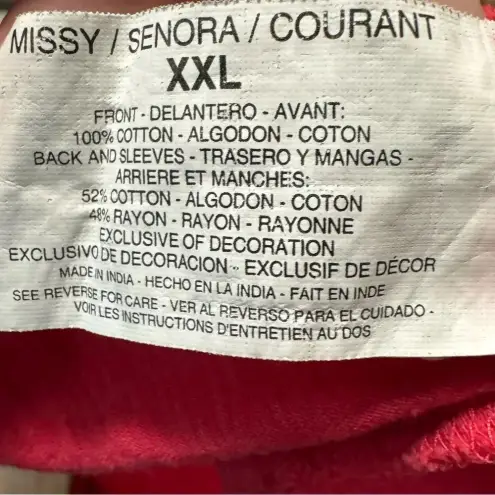 MISSY / SENORA / COURANT
XXL
FRONT - DELANTERO - AVANT:
100% COTTON - ALGODON - COTON
BACK AND SLEEVES - TRASERO Y MANGAS -
ARRIERE ET MANCHES:
52% COTTON - ALGODON - COTON
48% RAYON - RAYON - RAYONNE
EXCLUSIVE OF DECORATION
EXCLUSIVO DE DECORACION - EXCLUSIF DE DÉCOR
MADE IN INDIA - HECHO EN LA INDIA - FAIT EN INDE
SEE REVERSE FOR CARE - VER AL REVERSO PARA EL CUIDADO -
VOIR LES INSTRUCTIONS D'ENTRETIEN AU DOS